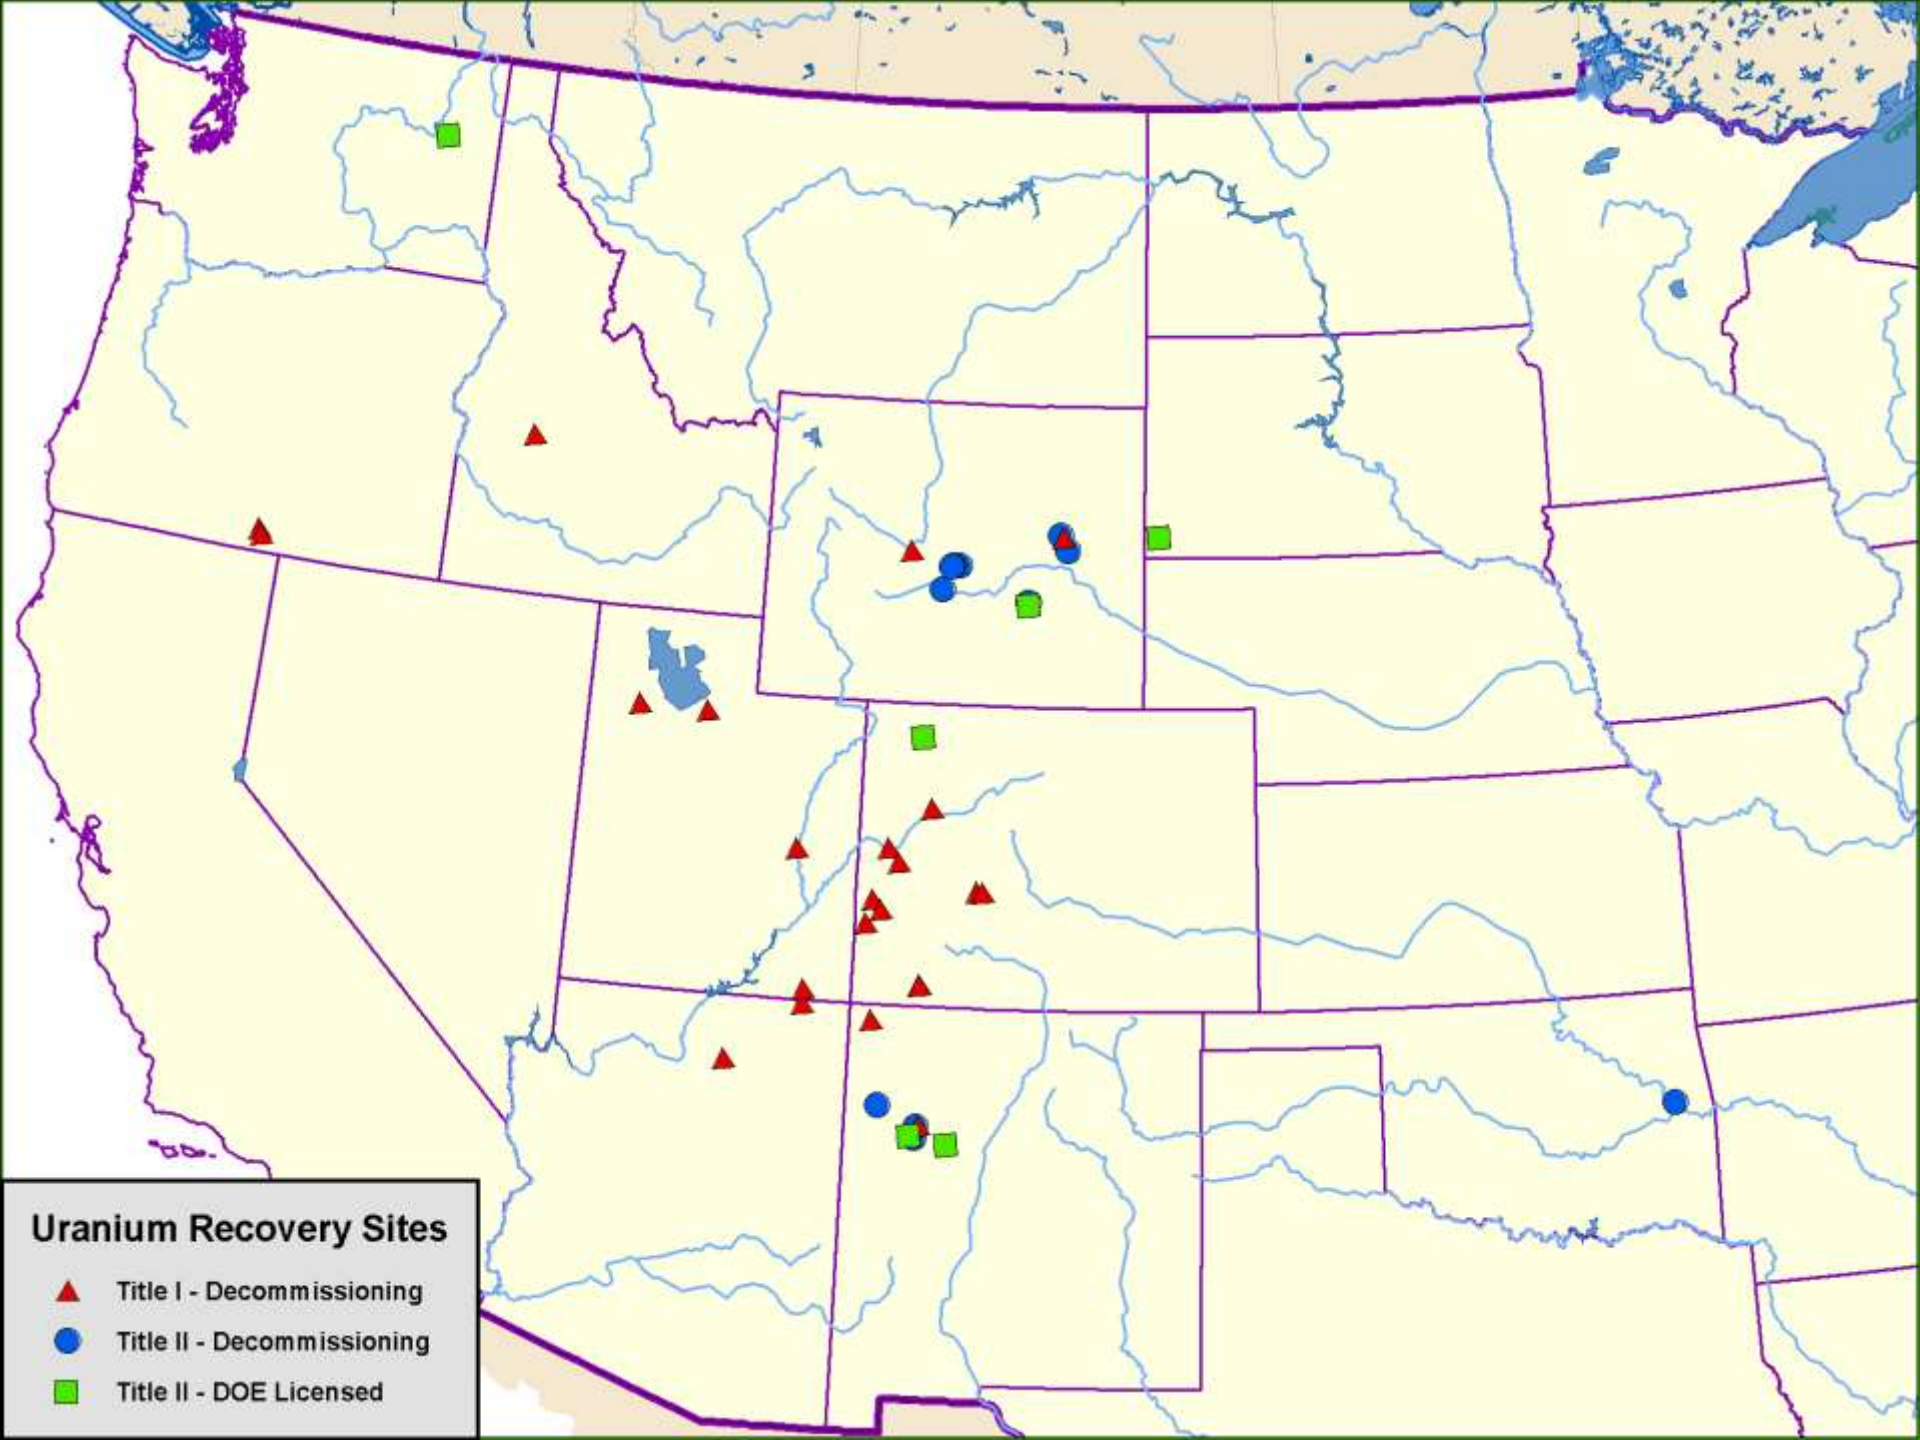 Uranium Recovery Sites
Title I - Decommissioning
Title II - Decommissioning
Title II - DOE Licensed